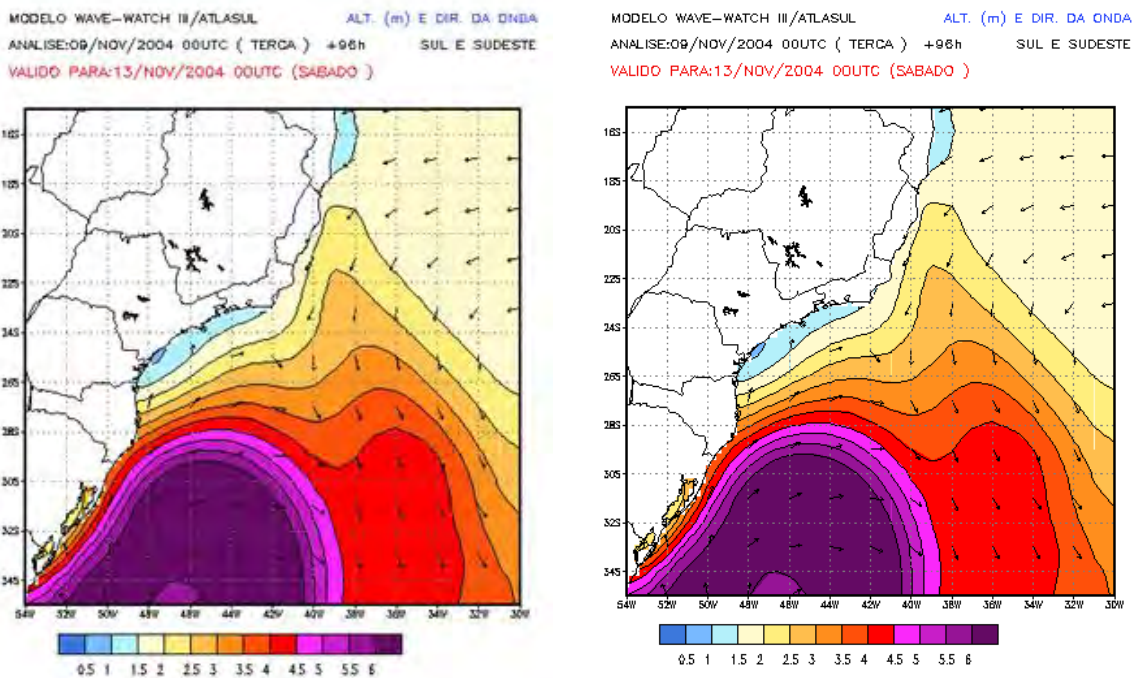 MODELO WAVE-WATCH III/ATLASUL ALT. (m) E DIR. DA ONDA
ANALISE:09/NOV/2004 00UTC ( TERCA ) +96h SUL E SUDESTE
VALIDO PARA:13/NOV/2004 00UTC (SABADO )
16S
18S
20S
22S
24S
26S
28S
30S
32S
34S
54W 52W 50W 48W 46W 44W 42W 40W 38W 36W 34W 32W 30W
0.5 1 1.5 2 2.5 3 3.5 4 4.5 5 5.5 6
MODELO WAVE-WATCH III/ATLASUL ALT. (m) E DIR. DA ONDA
ANALISE:09/NOV/2004 00UTC ( TERCA ) +96h SUL E SUDESTE
VALIDO PARA:13/NOV/2004 00UTC (SABADO )
16S
18S
20S
22S
24S
26S
28S
30S
32S
34S
54W 52W 50W 48W 46W 44W 42W 40W 38W 36W 34W 32W 30W
0.5 1 1.5 2 2.5 3 3.5 4 4.5 5 5.5 6